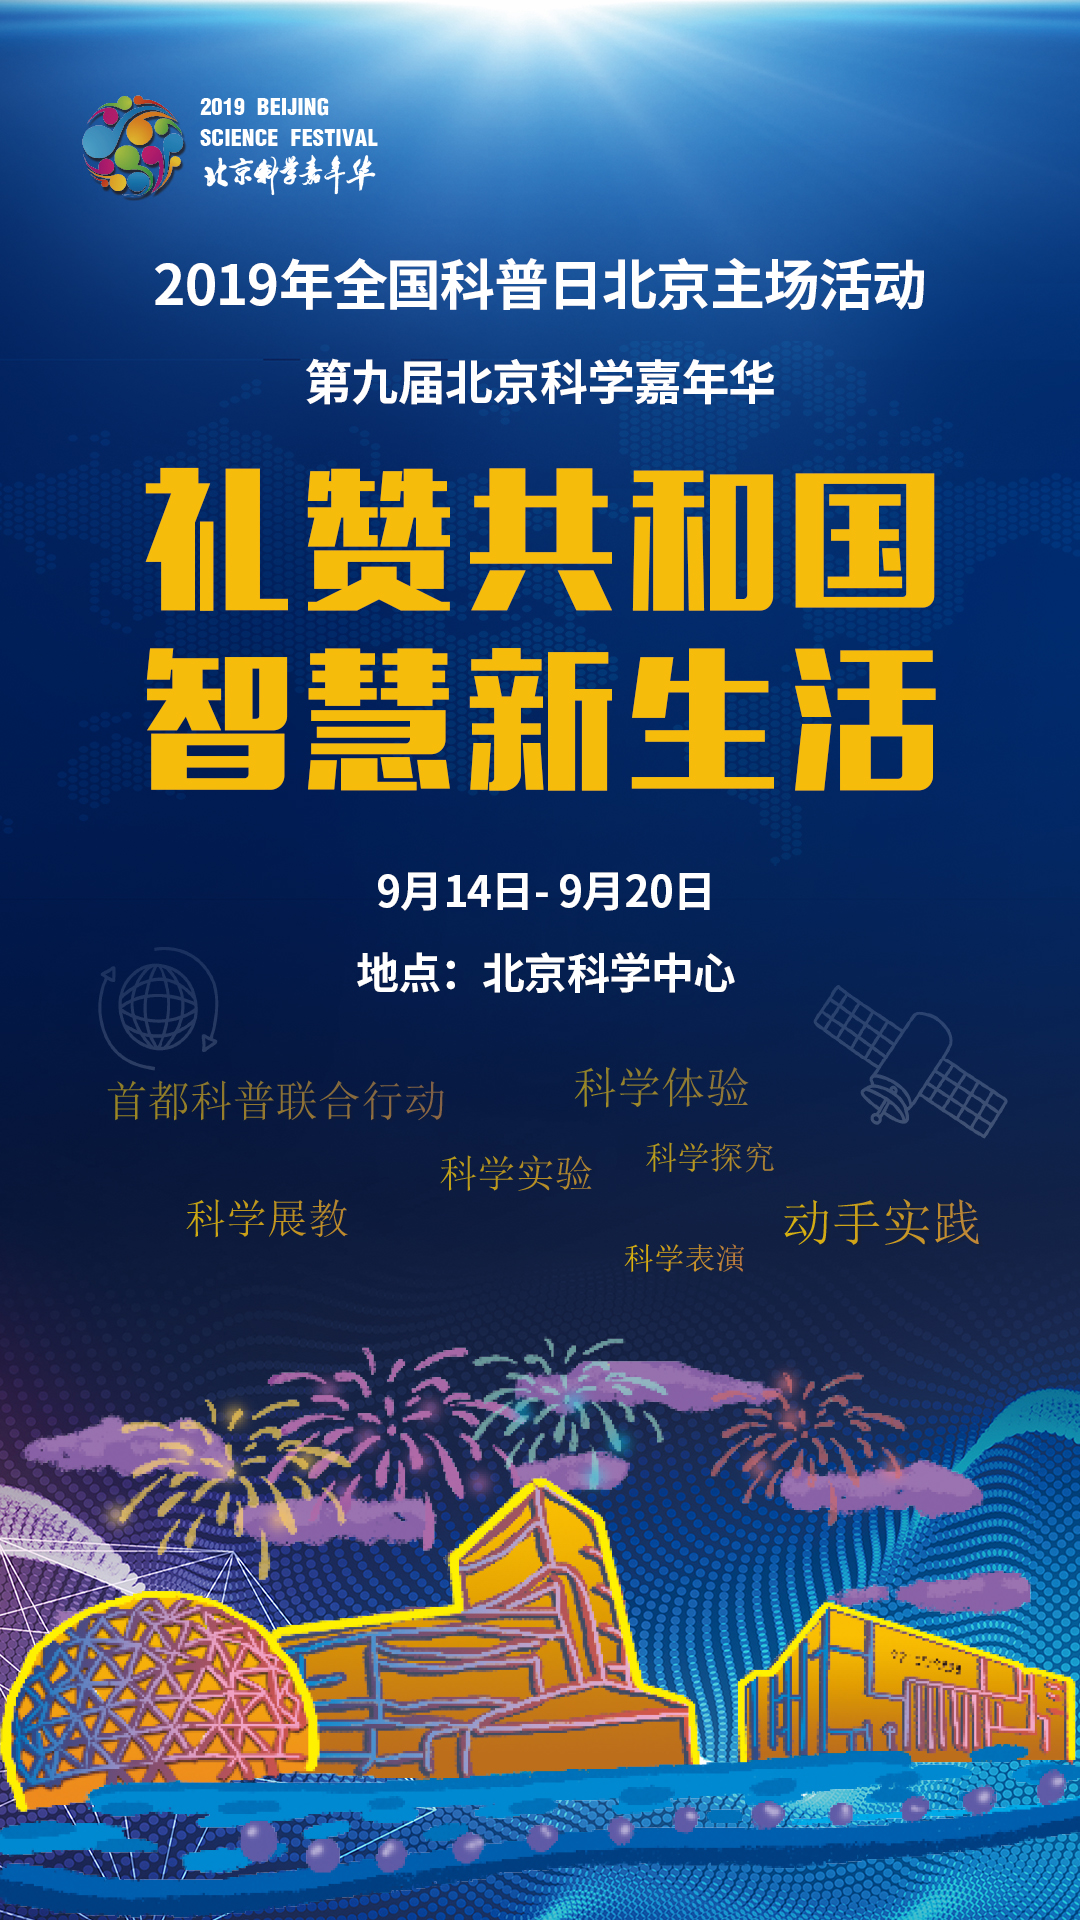 2019 BEIJING
SCIENCE FESTIVAL
北京科学嘉年华
2019年全国科普日北京主场活动
第九届北京科学嘉年华
礼赞共和国
智慧新生活
9月14日- 9月20日
地点：北京科学中心
首都科普联合行动
科学体验
科学实验
科学探究
科学展教
动手实践
科学表演